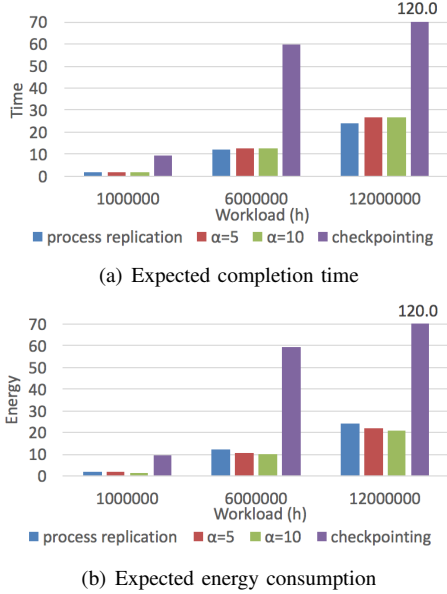 120.0
70
60
50
40
30
20
10
0
Time
1000000 6000000 12000000
Workload (h)
process replication α=5 α=10 checkpointing
(a) Expected completion time
120.0
70
60
50
40
30
20
10
0
Energy
1000000 6000000 12000000
Workload (h)
process replication α=5 α=10 checkpointing
(b) Expected energy consumption